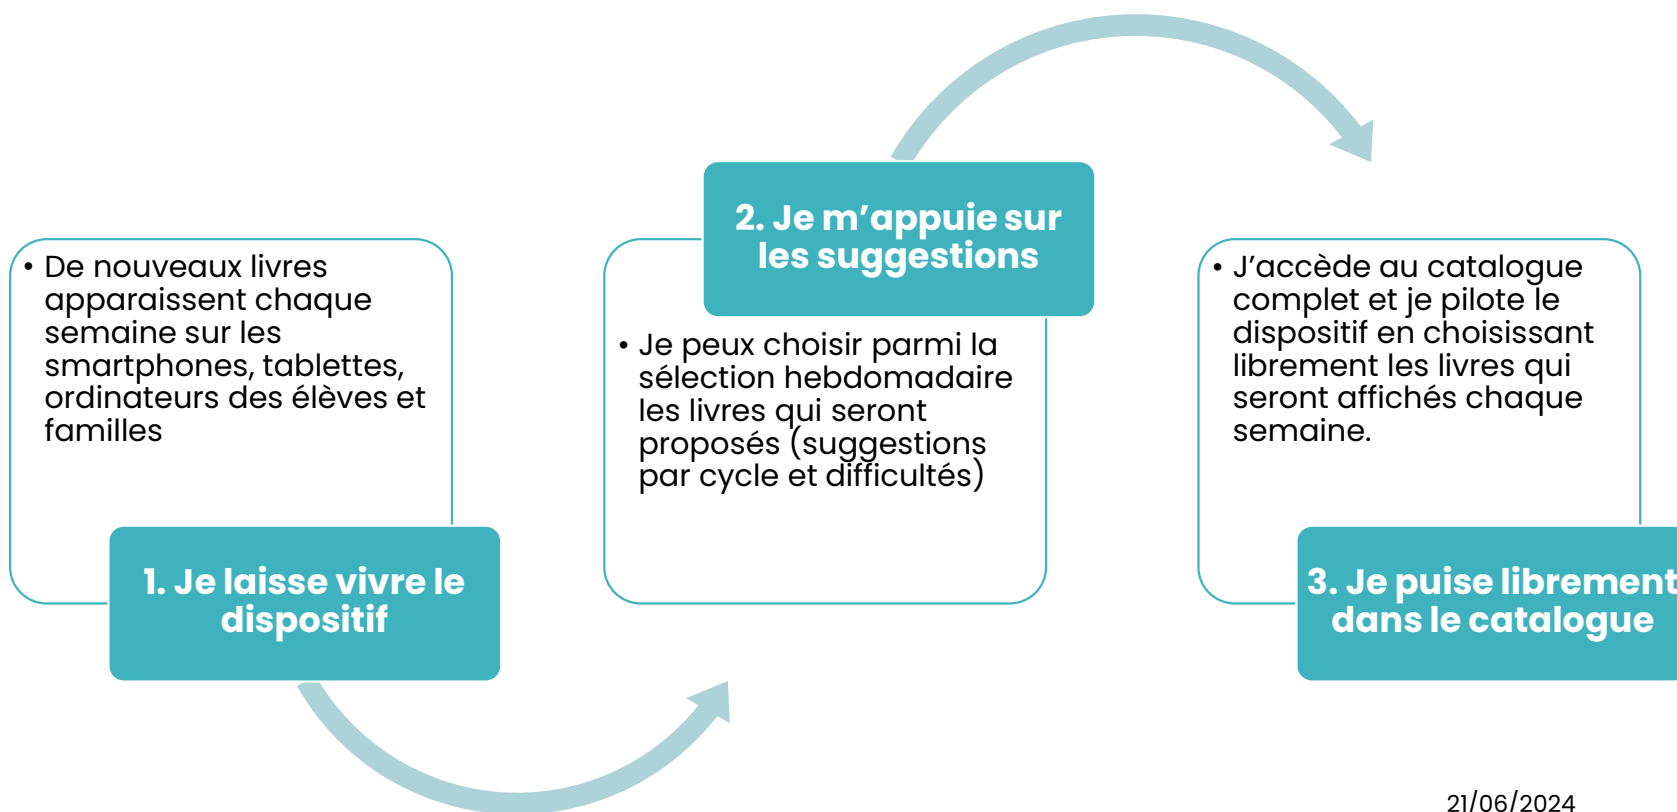 • De nouveaux livres
apparaissent chaque
semaine sur les
smartphones, tablettes,
ordinateurs des élèves et
familles
1. Je laisse vivre le
dispositif
2. Je m’appuie sur
les suggestions
• Je peux choisir parmi la
sélection hebdomadaire
les livres qui seront
proposés (suggestions
par cycle et difficultés)
• J’accède au catalogue
complet et je pilote le
dispositif en choisissant
librement les livres qui
seront affichés chaque
semaine.
3. Je puise librement
dans le catalogue
21/06/2024